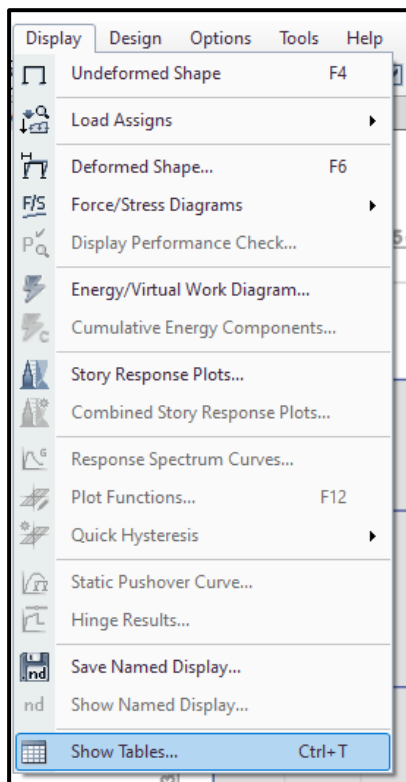 Display Design Options Tools Help
Undeformed Shape F4
Load Assigns
Deformed Shape... F6
F/S Force/Stress Diagrams
Display Performance Check...
Energy/Virtual Work Diagram...
Cumulative Energy Components...
Story Response Plots...
Combined Story Response Plots...
Response Spectrum Curves...
Plot Functions... F12
Quick Hysteresis
Static Pushover Curve...
Hinge Results...
nd Save Named Display...
nd Show Named Display...
Show Tables... Ctrl+T